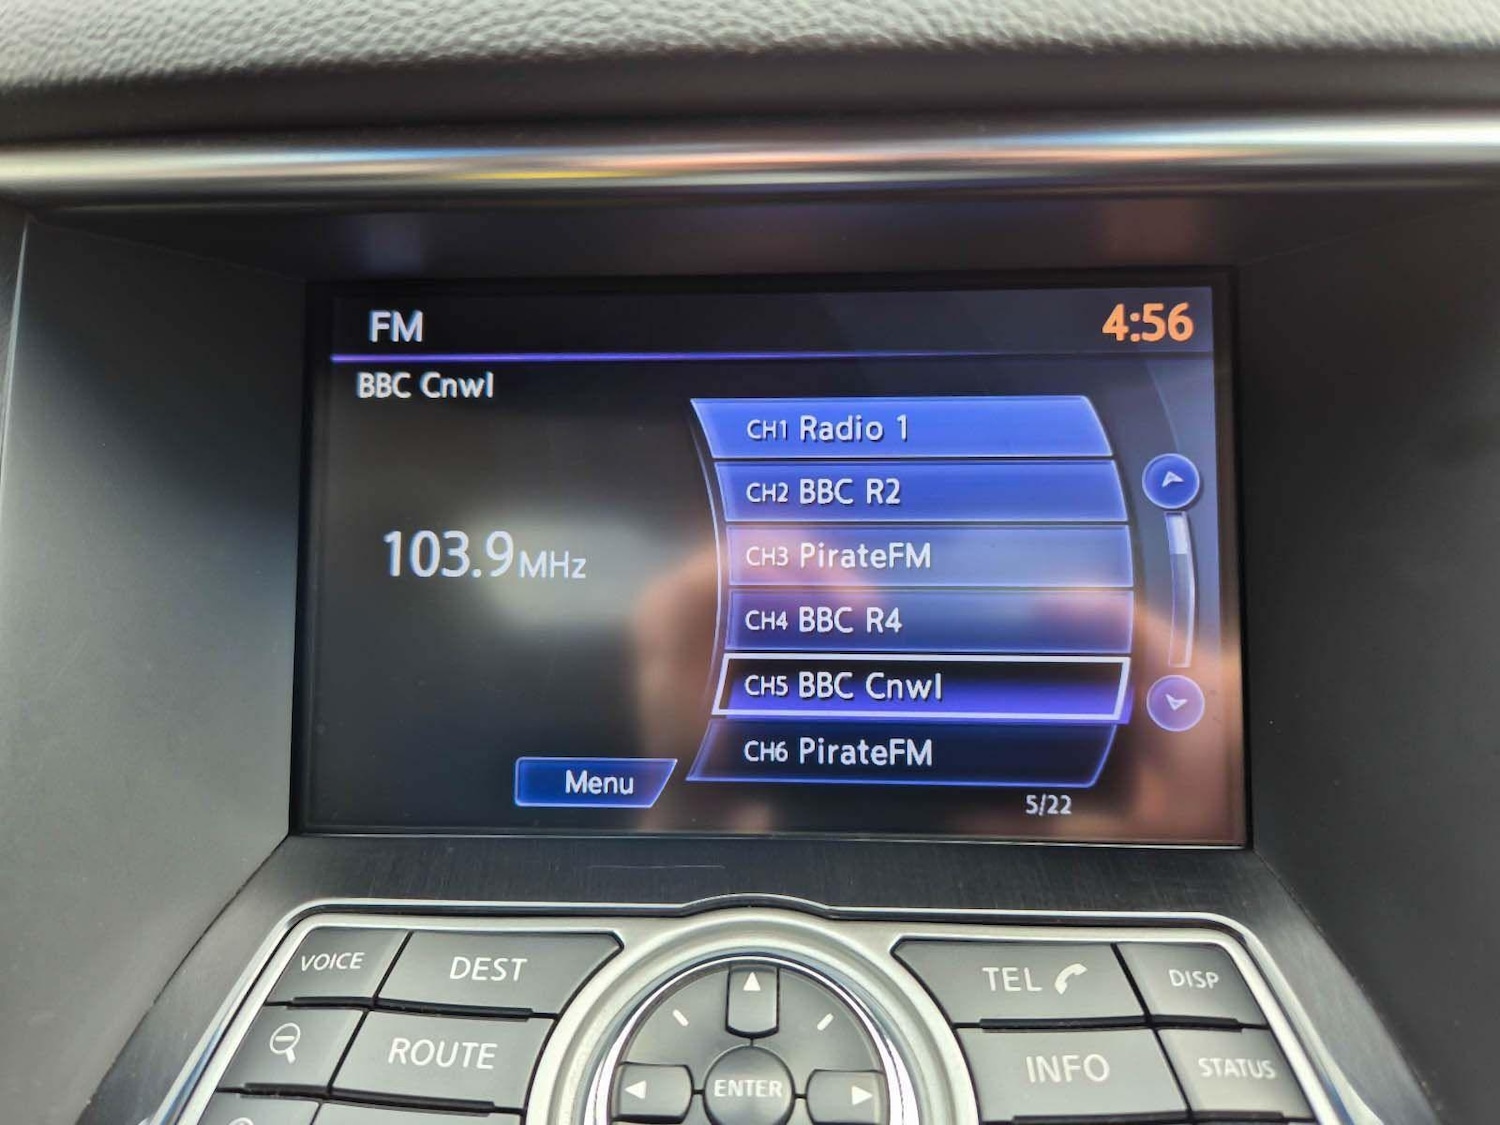 FM
4:56
BBC Cnwl
103.9MHz
CH1 Radio 1
CH2 BBC R2
CH3 PirateFM
CH4 BBC R4
CH5 BBC Cnwl
CH6 PirateFM
Menu
5/22
VOICE
DEST
TEL
DISP
ROUTE
ENTER
INFO
STATUS